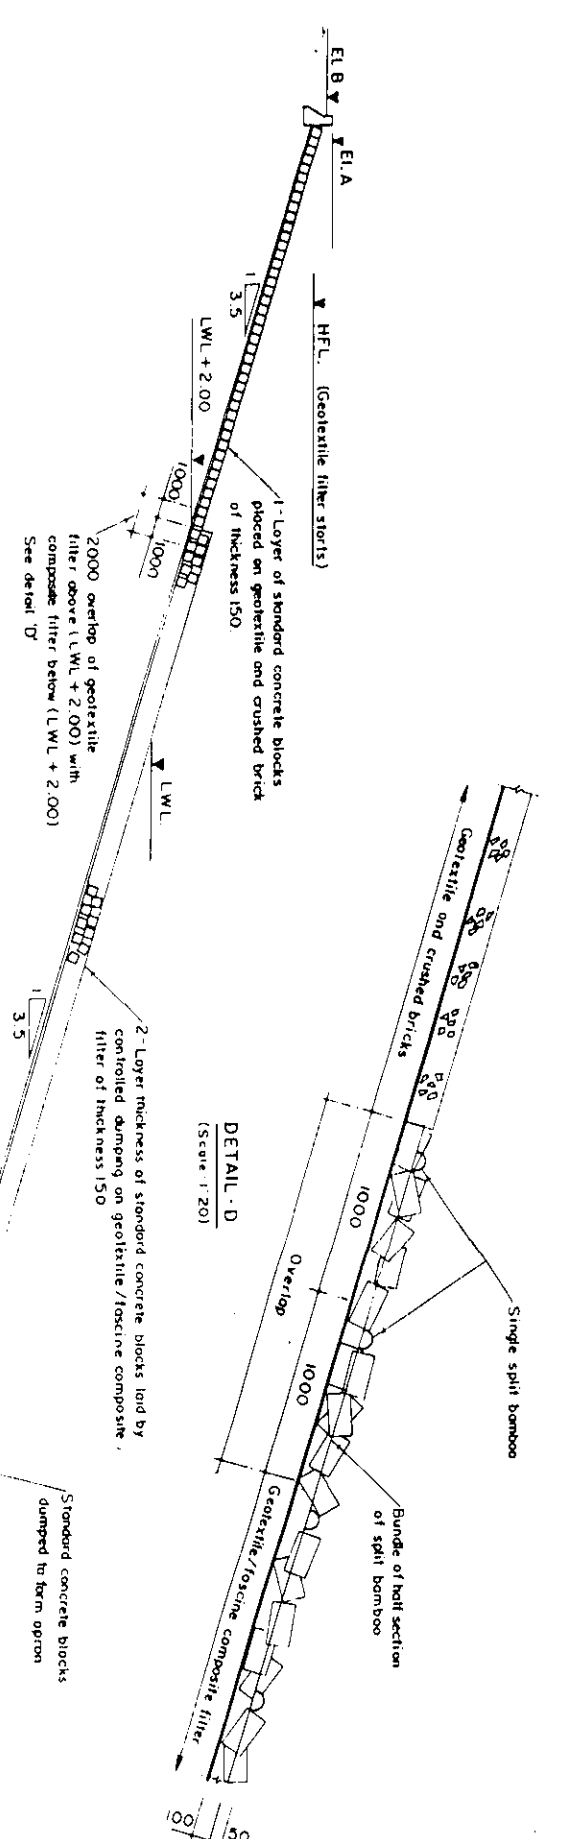 El. B
El. A
HFL. (Geotextile filter starts)
1
3.5
LWL + 2.00
1000
1000
1-Layer of standard concrete blocks
placed on geotextile and crushed brick
of thickness 150.
2000 overlap of geotextile
filter above (LWL + 2.00) with
composite filter below (LWL + 2.00)
See detail 'D'
LWL
2-Layer thickness of standard concrete blocks laid by
controlled dumping on geotextile/fascine composite
filter of thickness 150
1
3.5
Standard concrete blocks
dumped to form apron
DETAIL - D
(Scale 1:20)
Geotextile and crushed bricks
1000
Overlap
1000
Geotextile/fascine composite filter
Single split bamboo
Bundle of half section
of split bamboo
100
50